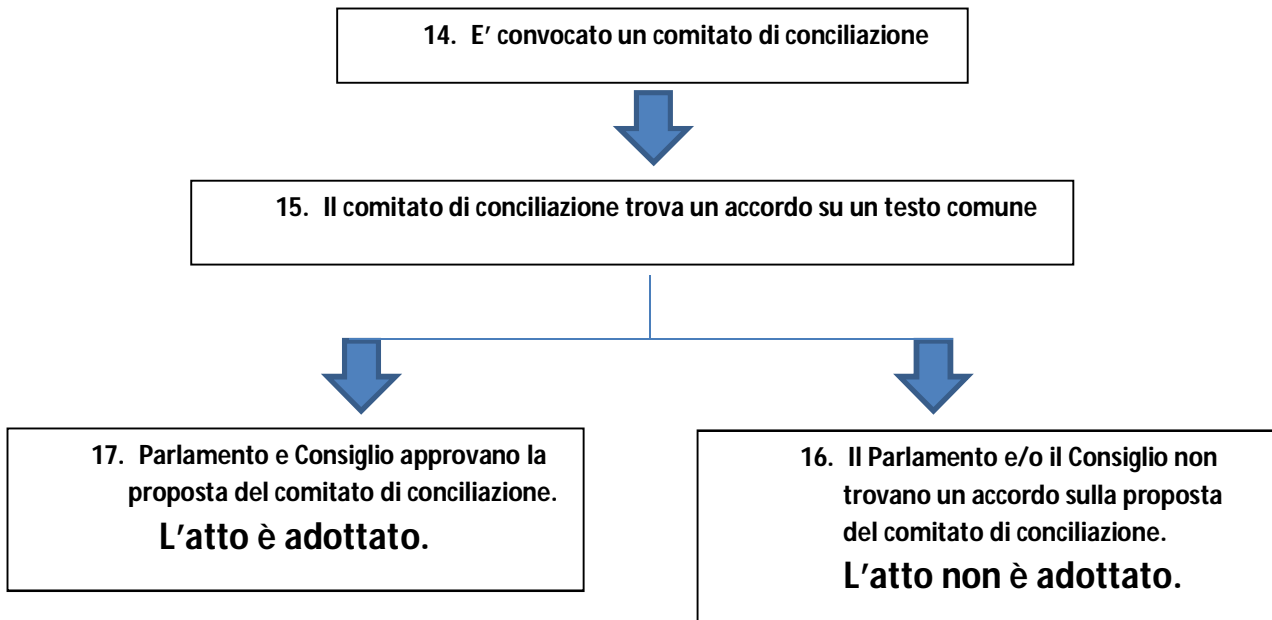 14. E' convocato un comitato di conciliazione
15. Il comitato di conciliazione trova un accordo su un testo comune
17. Parlamento e Consiglio approvano la
proposta del comitato di conciliazione.
L'atto è adottato.
16. Il Parlamento e/o il Consiglio non
trovano un accordo sulla proposta
del comitato di conciliazione.
L'atto non è adottato.